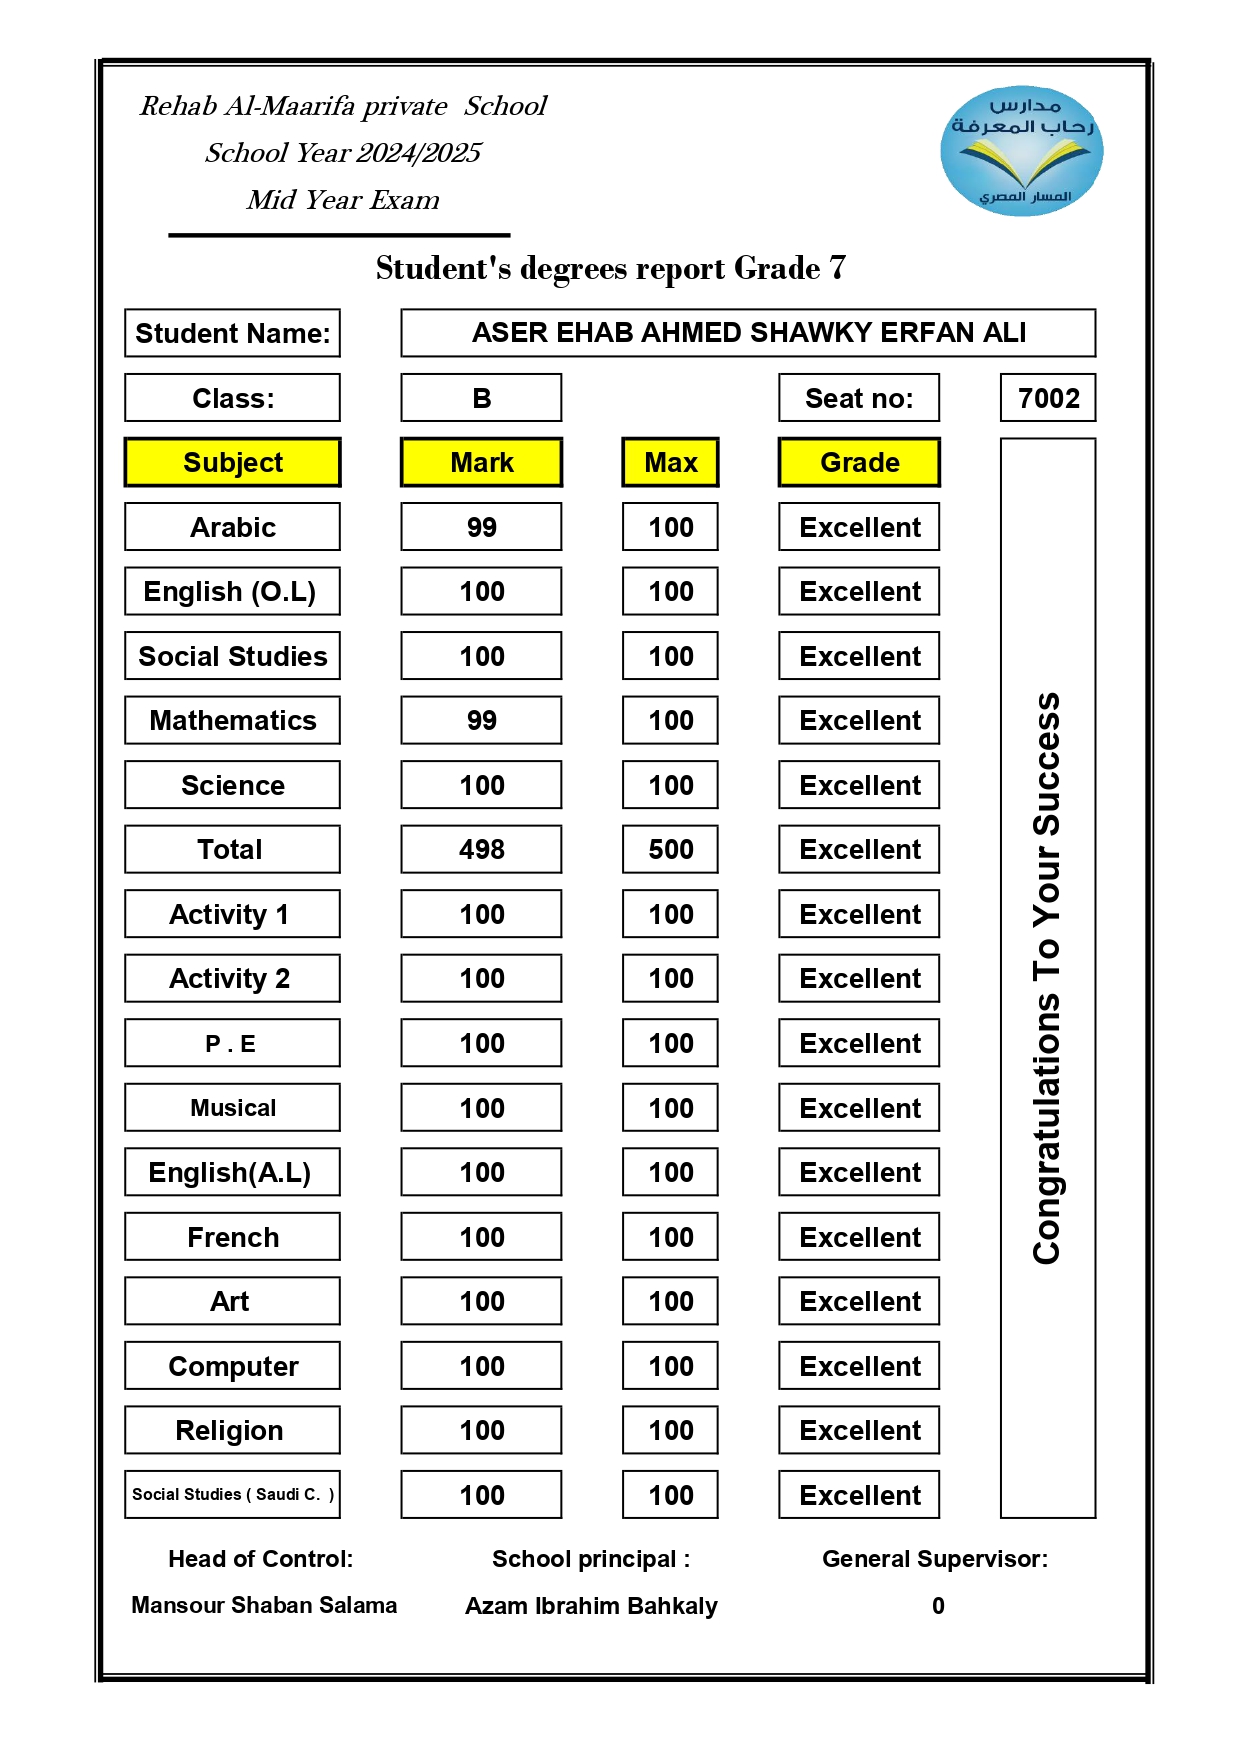 Rehab Al-Maarifa private School
School Year 2024/2025
Mid Year Exam
مدارس
رحاب المعرفة
المسار المصري
Student's degrees report Grade 7
Student Name: ASER EHAB AHMED SHAWKY ERFAN ALI
Class: B Seat no: 7002
Subject Mark Max Grade
Arabic 99 100 Excellent
English (O.L) 100 100 Excellent
Social Studies 100 100 Excellent
Mathematics 99 100 Excellent
Science 100 100 Excellent
Total 498 500 Excellent
Activity 1 100 100 Excellent
Activity 2 100 100 Excellent
P . E 100 100 Excellent
Musical 100 100 Excellent
English(A.L) 100 100 Excellent
French 100 100 Excellent
Art 100 100 Excellent
Computer 100 100 Excellent
Religion 100 100 Excellent
Social Studies ( Saudi C. ) 100 100 Excellent
Congratulations To Your Success
Head of Control: School principal : General Supervisor:
Mansour Shaban Salama Azam Ibrahim Bahkaly 0